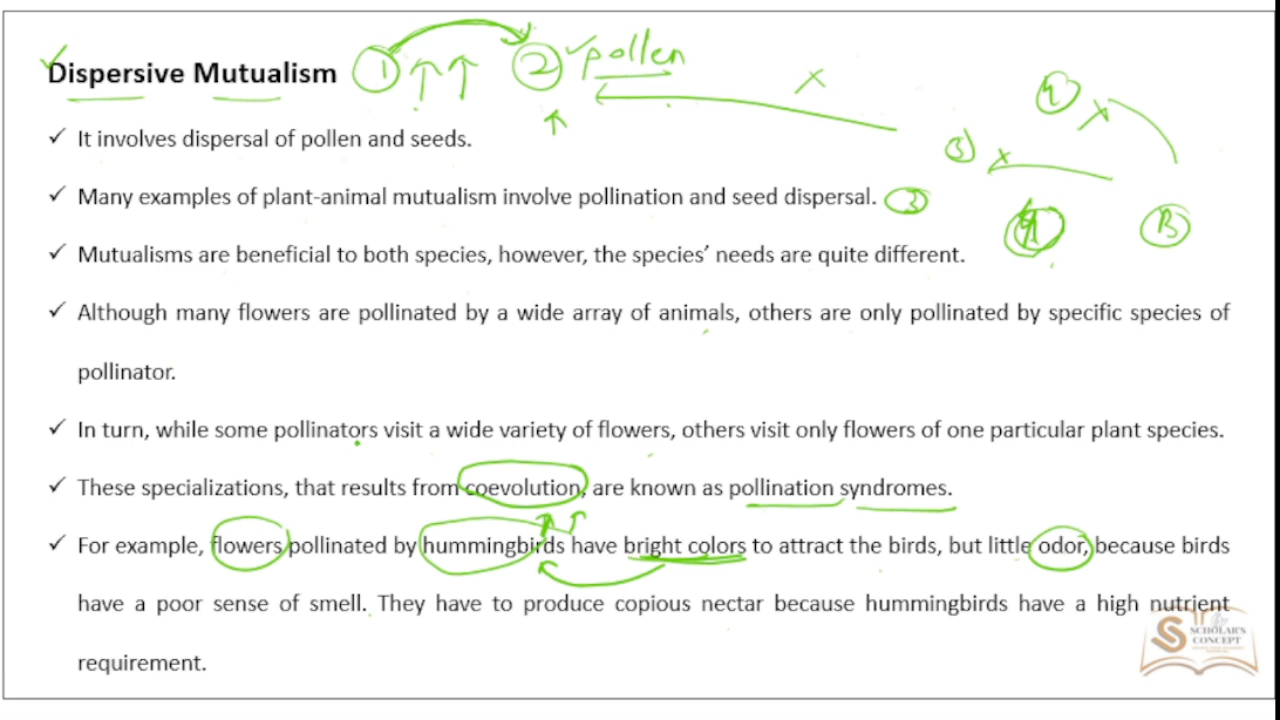 Dispersive Mutualism 1 2 pollen
✓ It involves dispersal of pollen and seeds.
✓ Many examples of plant-animal mutualism involve pollination and seed dispersal. 3
✓ Mutualisms are beneficial to both species, however, the species’ needs are quite different.
✓ Although many flowers are pollinated by a wide array of animals, others are only pollinated by specific species of
pollinator.
✓ In turn, while some pollinators visit a wide variety of flowers, others visit only flowers of one particular plant species.
✓ These specializations, that results from coevolution, are known as pollination syndromes.
✓ For example, flowers pollinated by hummingbirds have bright colors to attract the birds, but little odor, because birds
have a poor sense of smell. They have to produce copious nectar because hummingbirds have a high nutrient
requirement.
SCHOLAR'S
CONCEPT